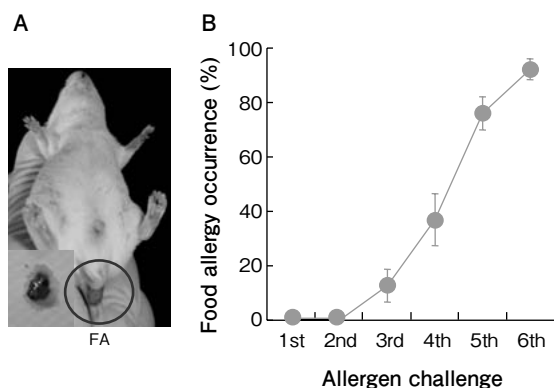 A
FA
B
Food allergy occurrence (%)
100
80
60
40
20
0
1st 2nd 3rd 4th 5th 6th
Allergen challenge